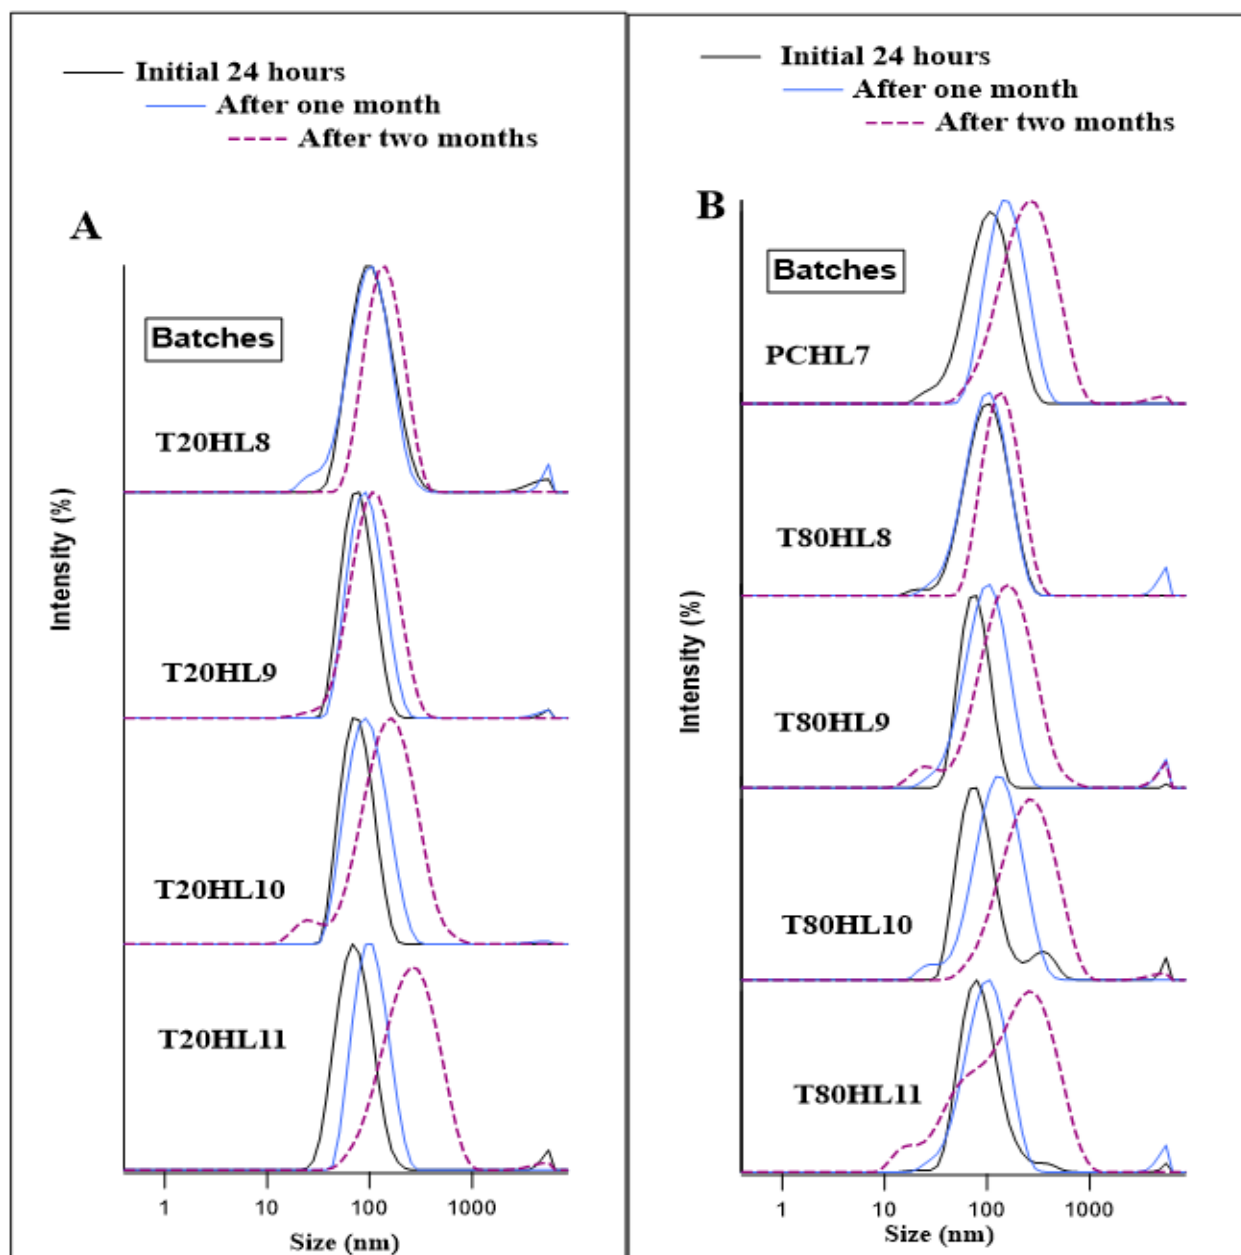 Initial 24 hours
After one month
After two months
A
Batches
T20HL8
T20HL9
T20HL10
T20HL11
Intensity (%)
1 10 100 1000
Size (nm)
Initial 24 hours
After one month
After two months
B
Batches
PCHL7
T80HL8
T80HL9
T80HL10
T80HL11
Intensity (%)
1 10 100 1000
Size (nm)